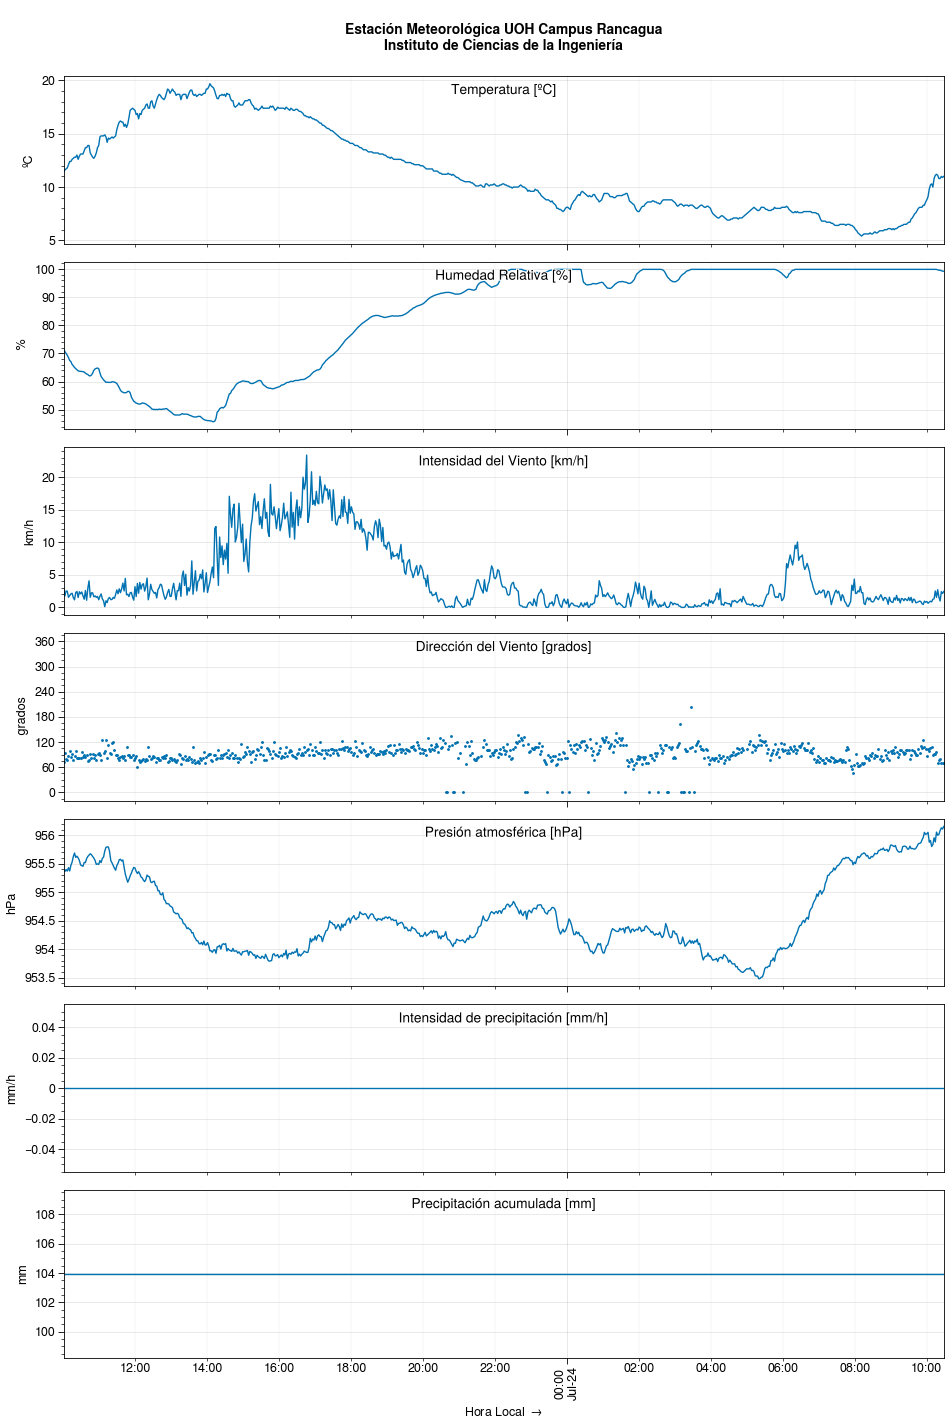 Estación Meteorológica UOH Campus Rancagua
Instituto de Ciencias de la Ingeniería
Temperatura [ºC]
ºC
20
15
10
5
Humedad Relativa [%]
%
100
90
80
70
60
50
Intensidad del Viento [km/h]
km/h
20
15
10
5
0
Dirección del Viento [grados]
grados
360
300
240
180
120
60
0
Presión atmosférica [hPa]
hPa
956
955.5
955
954.5
954
953.5
Intensidad de precipitación [mm/h]
mm/h
0.04
0.02
0
−0.02
−0.04
Precipitación acumulada [mm]
mm
108
106
104
102
100
12:00 14:00 16:00 18:00 20:00 22:00 00:00 02:00 04:00 06:00 08:00 10:00
Jul-24
Hora Local →